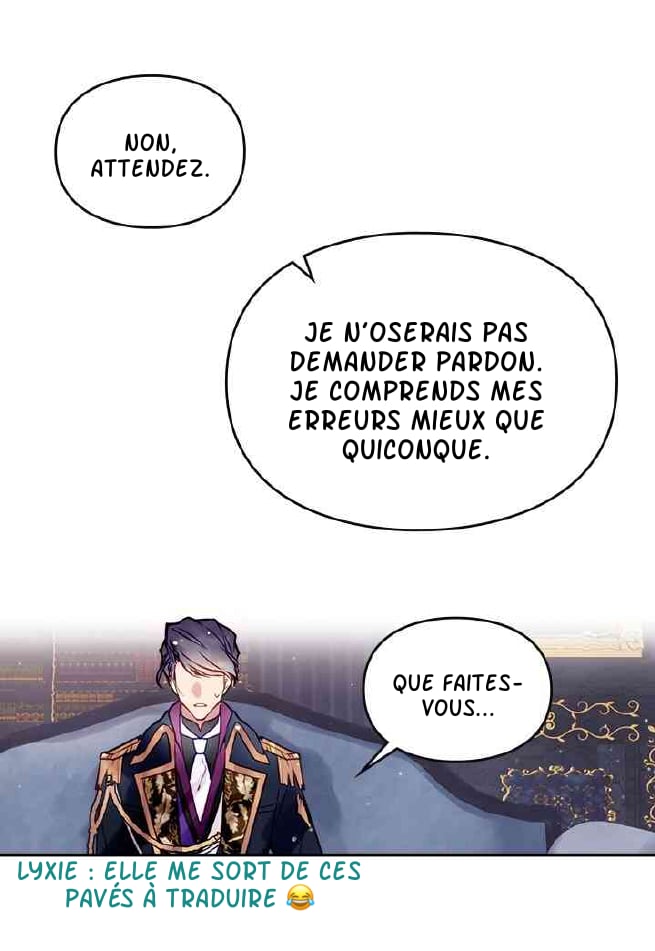 NON,
ATTENDEZ.
JE N'OSERAIS PAS
DEMANDER PARDON.
JE COMPRENDS MES
ERREURS MIEUX QUE
QUICONQUE.
QUE FAITES-
VOUS...
LYXIE : ELLE ME SORT DE CES
PAVÉS À TRADUIRE 😂